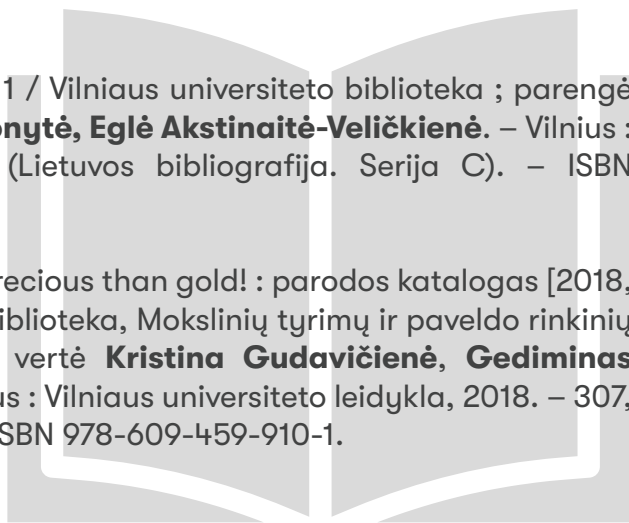 1 / Vilniaus universiteto biblioteka ; parengė
onytė, Eglė Akstinaitė-Veličkienė. – Vilnius :
(Lietuvos bibliografija. Serija C). – ISBN
recious than gold! : parodos katalogas [2018,
iblioteka, Mokslinių tyrimų ir paveldo rinkinių
vertė Kristina Gudavičienė, Gediminas
us : Vilniaus universiteto leidykla, 2018. – 307,
SBN 978-609-459-910-1.